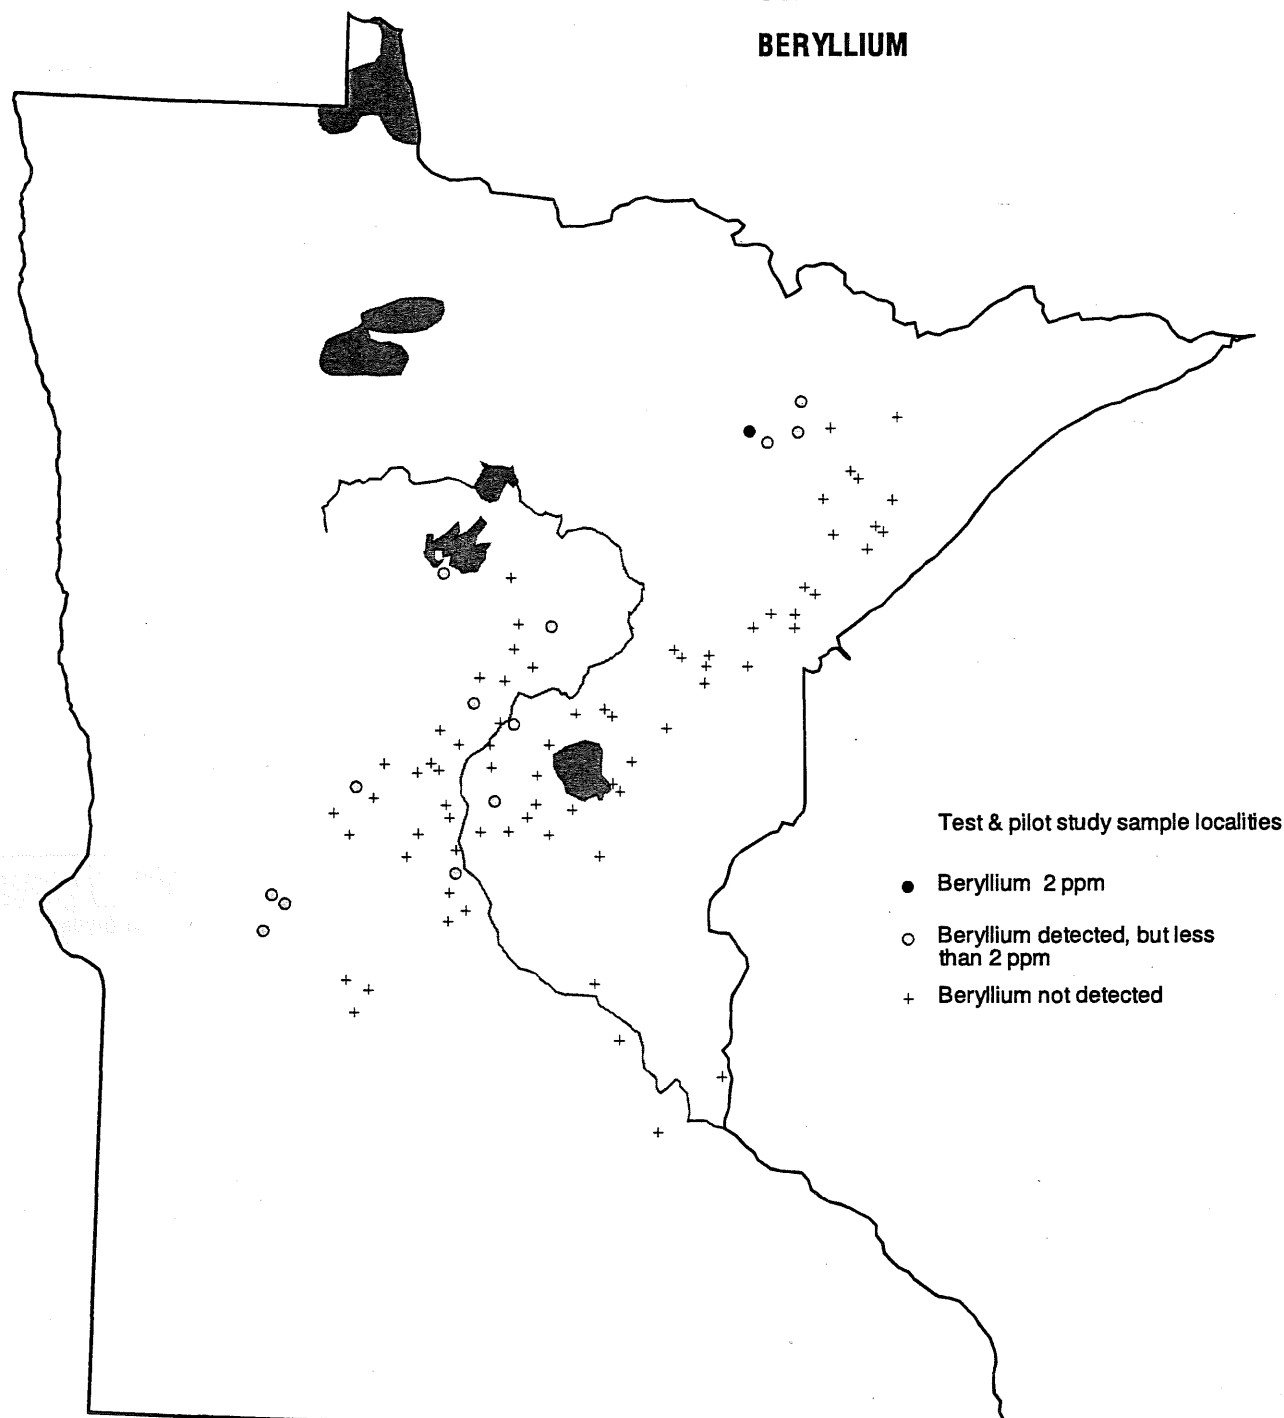 BERYLLIUM
Test & pilot study sample localities
Beryllium 2 ppm
Beryllium detected, but less
than 2 ppm
Beryllium not detected